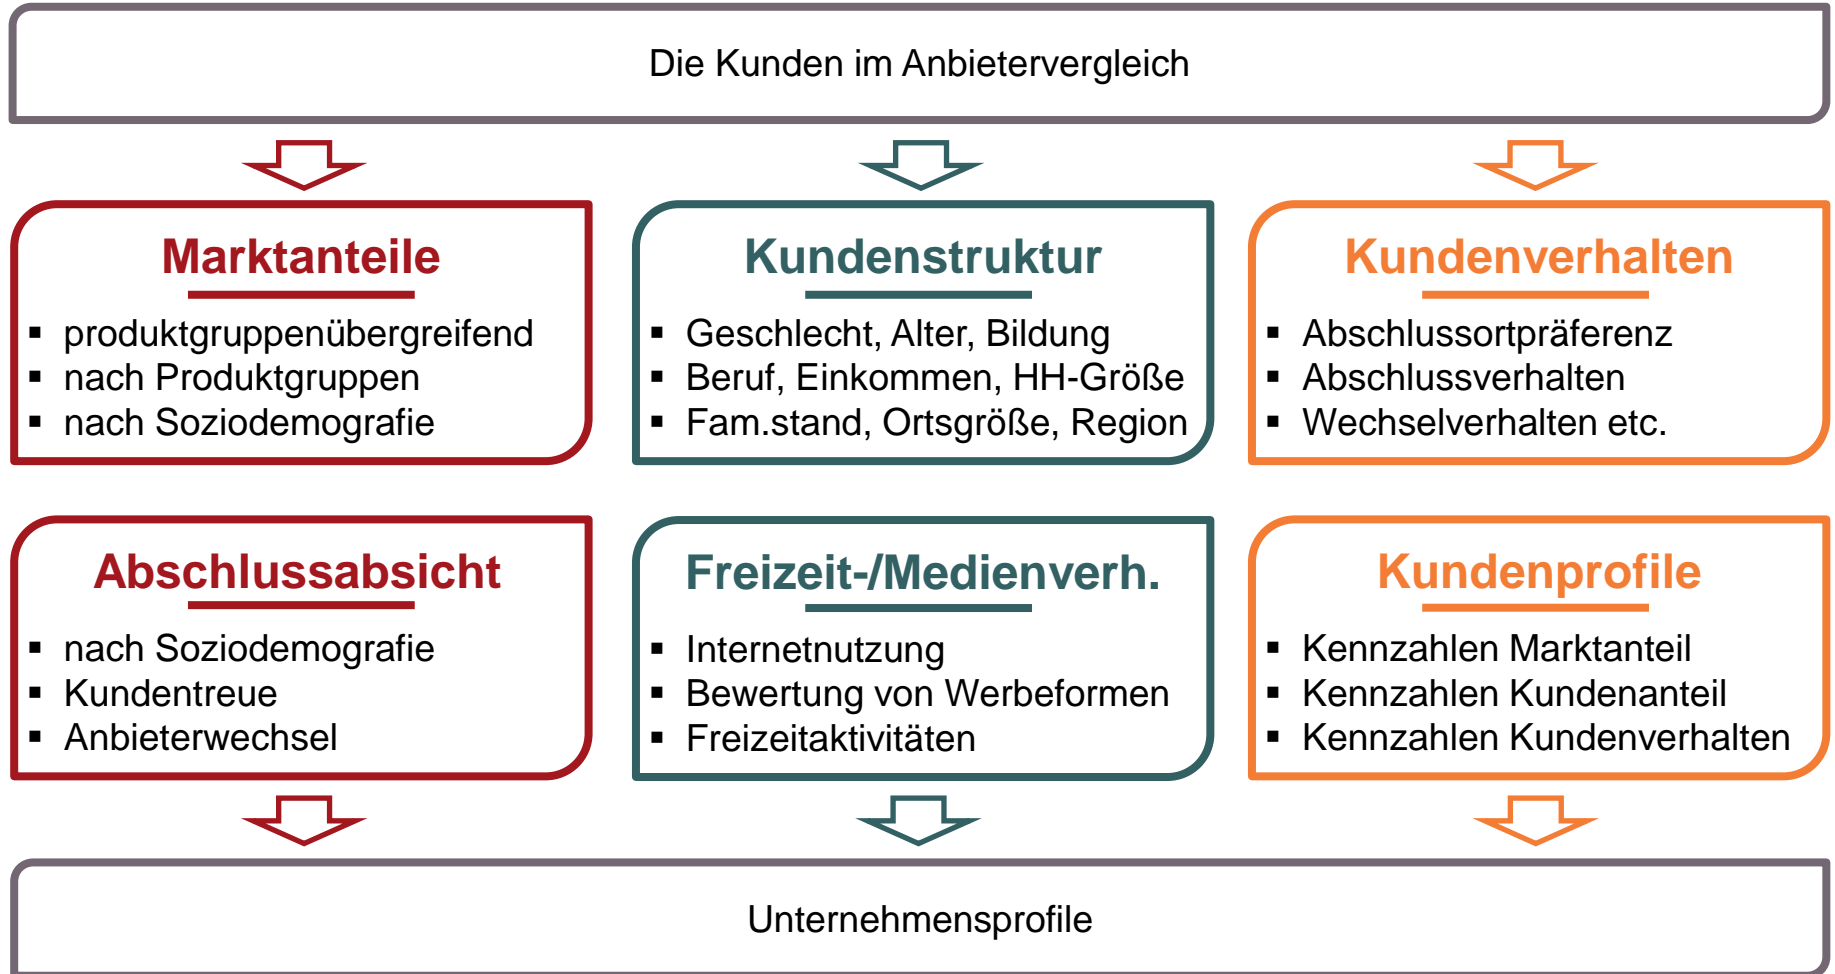 Die Kunden im Anbietervergleich
Marktanteile
▪ produktgruppenübergreifend
▪ nach Produktgruppen
▪ nach Soziodemografie
Kundenstruktur
▪ Geschlecht, Alter, Bildung
▪ Beruf, Einkommen, HH-Größe
▪ Fam.stand, Ortsgröße, Region
Kundenverhalten
▪ Abschlussortpräferenz
▪ Abschlussverhalten
▪ Wechselverhalten etc.
Abschlussabsicht
▪ nach Soziodemografie
▪ Kundentreue
▪ Anbieterwechsel
Freizeit-/Medienverh.
▪ Internetnutzung
▪ Bewertung von Werbeformen
▪ Freizeitaktivitäten
Kundenprofile
▪ Kennzahlen Marktanteil
▪ Kennzahlen Kundenanteil
▪ Kennzahlen Kundenverhalten
Unternehmensprofile